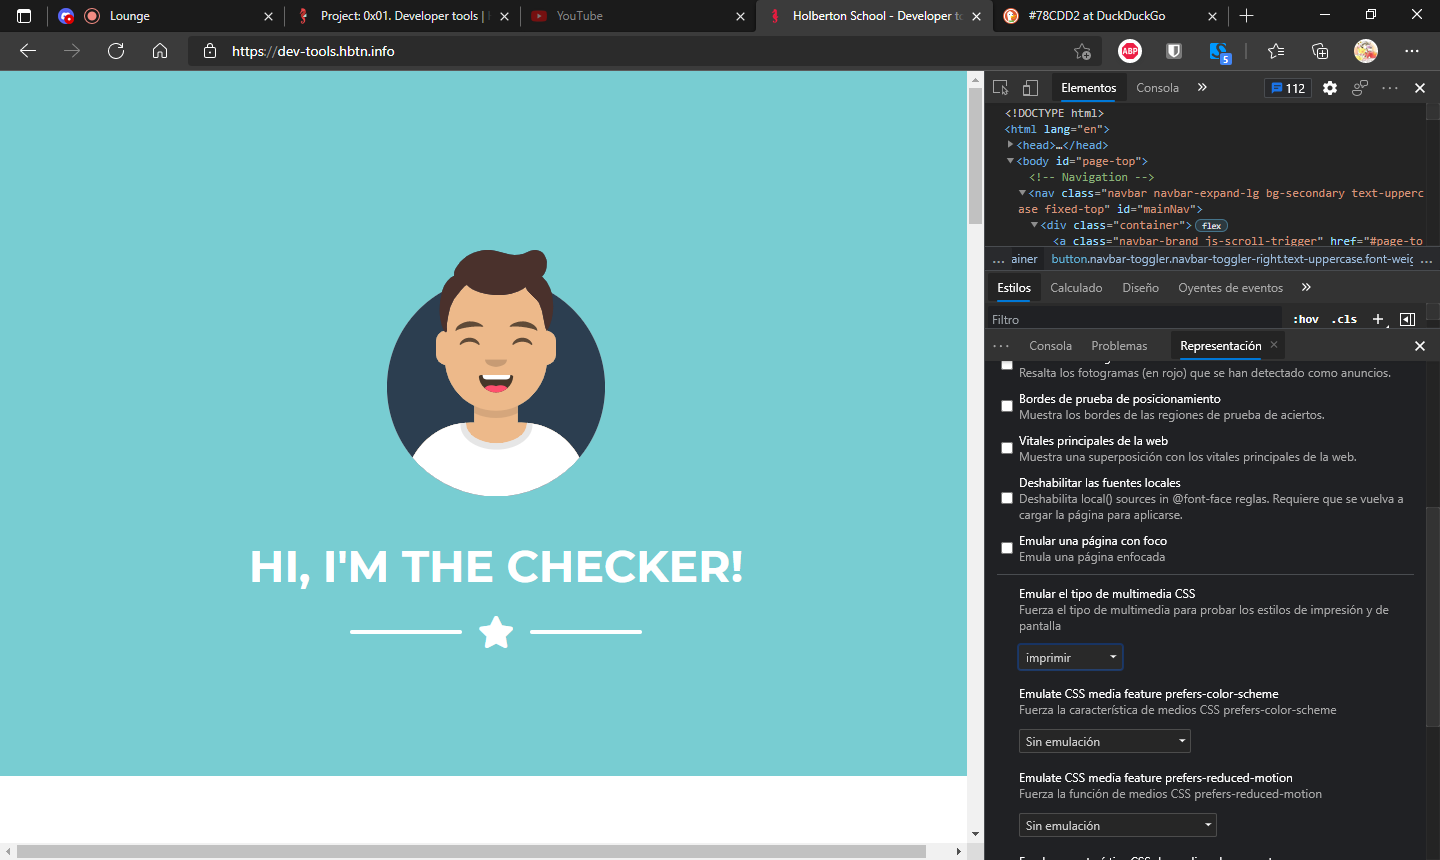 Lounge
Project: 0x01. Developer tools |
YouTube
Holberton School - Developer to
#78CDD2 at DuckDuckGo
https://dev-tools.hbtn.info
ABP
5
Elementos
Consola
112
<!DOCTYPE html>
<html lang="en">
<head>…</head>
<body id="page-top">
<!-- Navigation -->
<nav class="navbar navbar-expand-lg bg-secondary text-upperc
ase fixed-top" id="mainNav">
<div class="container"> flex
<a class="navbar-brand js-scroll-trigger" href="#page-to
... ainer button.navbar-toggler.navbar-toggler-right.text-uppercase.font-weig ...
Estilos
Calculado
Diseño
Oyentes de eventos
Filtro
:hov
.cls
Consola
Problemas
Representación
Resalta los fotogramas (en rojo) que se han detectado como anuncios.
Bordes de prueba de posicionamiento
Muestra los bordes de las regiones de prueba de aciertos.
Vitales principales de la web
Muestra una superposición con los vitales principales de la web.
Deshabilitar las fuentes locales
Deshabilita local() sources in @font-face reglas. Requiere que se vuelva a
cargar la página para aplicarse.
Emular una página con foco
Emula una página enfocada
Emular el tipo de multimedia CSS
Fuerza el tipo de multimedia para probar los estilos de impresión y de
pantalla
imprimir
Emulate CSS media feature prefers-color-scheme
Fuerza la característica de medios CSS prefers-color-scheme
Sin emulación
Emulate CSS media feature prefers-reduced-motion
Fuerza la función de medios CSS prefers-reduced-motion
Sin emulación
HI, I'M THE CHECKER!